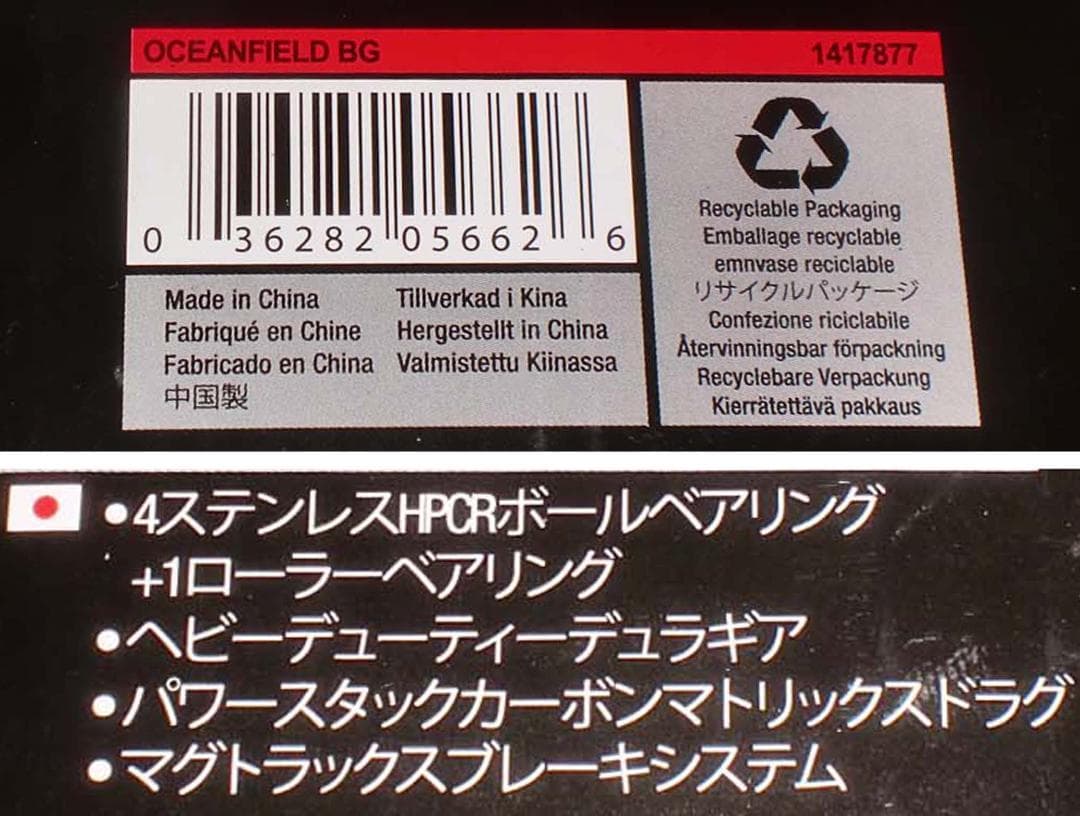 OCEANFIELD BG 1417877
0 36282 05662 6
Made in China
Fabriqué en Chine
Fabricado en China
中国製
Tillverkad i Kina
Hergestellt in China
Valmistettu Kiinassa
Recyclable Packaging
Emballage recyclable
emnvase reciclable
リサイクルパッケージ
Confezione riciclabile
Återvinningsbar förpackning
Recyclebare Verpackung
Kierrätettävä pakkaus
•4ステンレスHPCRボールベアリング
+1ローラーベアリング
•ヘビーデューティーデュラギア
•パワースタックカーボンマトリックスドラグ
•マグトラックスブレーキシステム